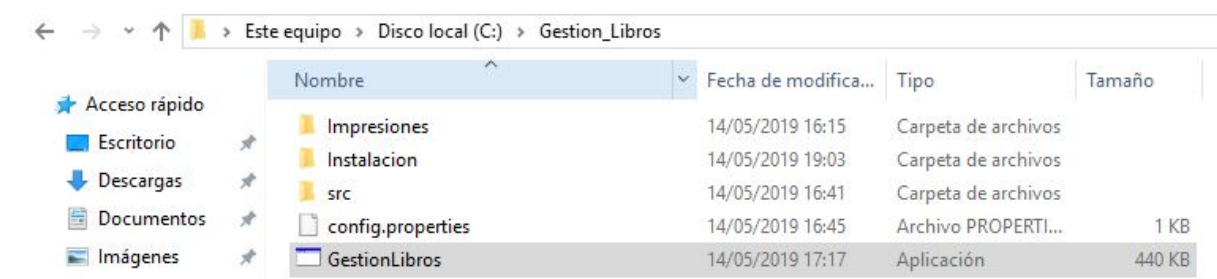 Este equipo > Disco local (C:) > Gestion_Libros
Nombre Fecha de modifica... Tipo Tamaño
Acceso rápido
Escritorio
Descargas
Documentos
Imágenes
Impresiones 14/05/2019 16:15 Carpeta de archivos
Instalacion 14/05/2019 19:03 Carpeta de archivos
src 14/05/2019 16:41 Carpeta de archivos
config.properties 14/05/2019 16:45 Archivo PROPERTI... 1 KB
GestionLibros 14/05/2019 17:17 Aplicación 440 KB